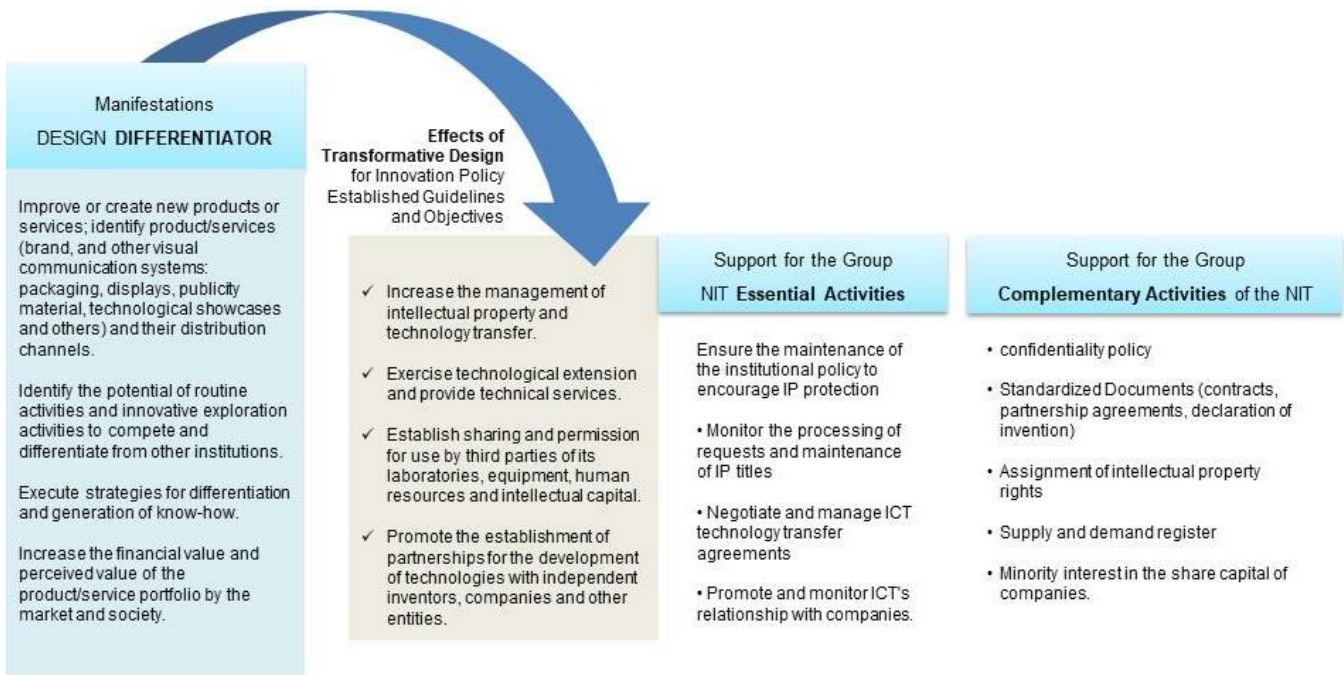 Manifestations
DESIGN DIFFERENTIATOR
Improve or create new products or
services; identify product/services
(brand, and other visual
communication systems:
packaging, displays, publicity
material, technological showcases
and others) and their distribution
channels.
Identify the potential of routine
activities and innovative exploration
activities to compete and
differentiate from other institutions.
Execute strategies for differentiation
and generation of know-how.
Increase the financial value and
perceived value of the
product/service portfolio by the
market and society.
Effects of
Transformative Design
for Innovation Policy
Established Guidelines
and Objectives
✓ Increase the management of
intellectual property and
technology transfer.
✓ Exercise technological extension
and provide technical services.
✓ Establish sharing and permission
for use by third parties of its
laboratories, equipment, human
resources and intellectual capital.
✓ Promote the establishment of
partnerships for the development
of technologies with independent
inventors, companies and other
entities.
Support for the Group
NIT Essential Activities
Ensure the maintenance of
the institutional policy to
encourage IP protection
• Monitor the processing of
requests and maintenance
of IP titles
• Negotiate and manage ICT
technology transfer
agreements
• Promote and monitor ICT's
relationship with companies.
Support for the Group
Complementary Activities of the NIT
• confidentiality policy
• Standardized Documents (contracts,
partnership agreements, declaration of
invention)
• Assignment of intellectual property
rights
• Supply and demand register
• Minority interest in the share capital of
companies.